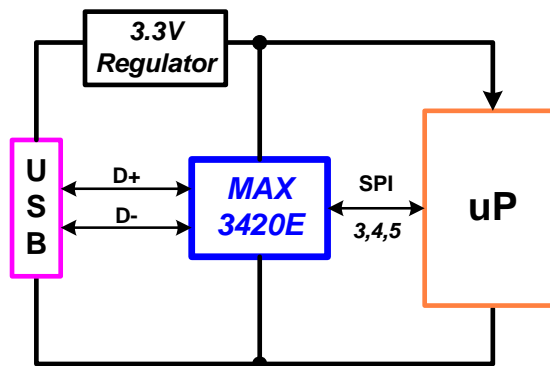 3.3V
Regulator
U
S
B
D+
D-
MAX
3420E
SPI
3,4,5
uP